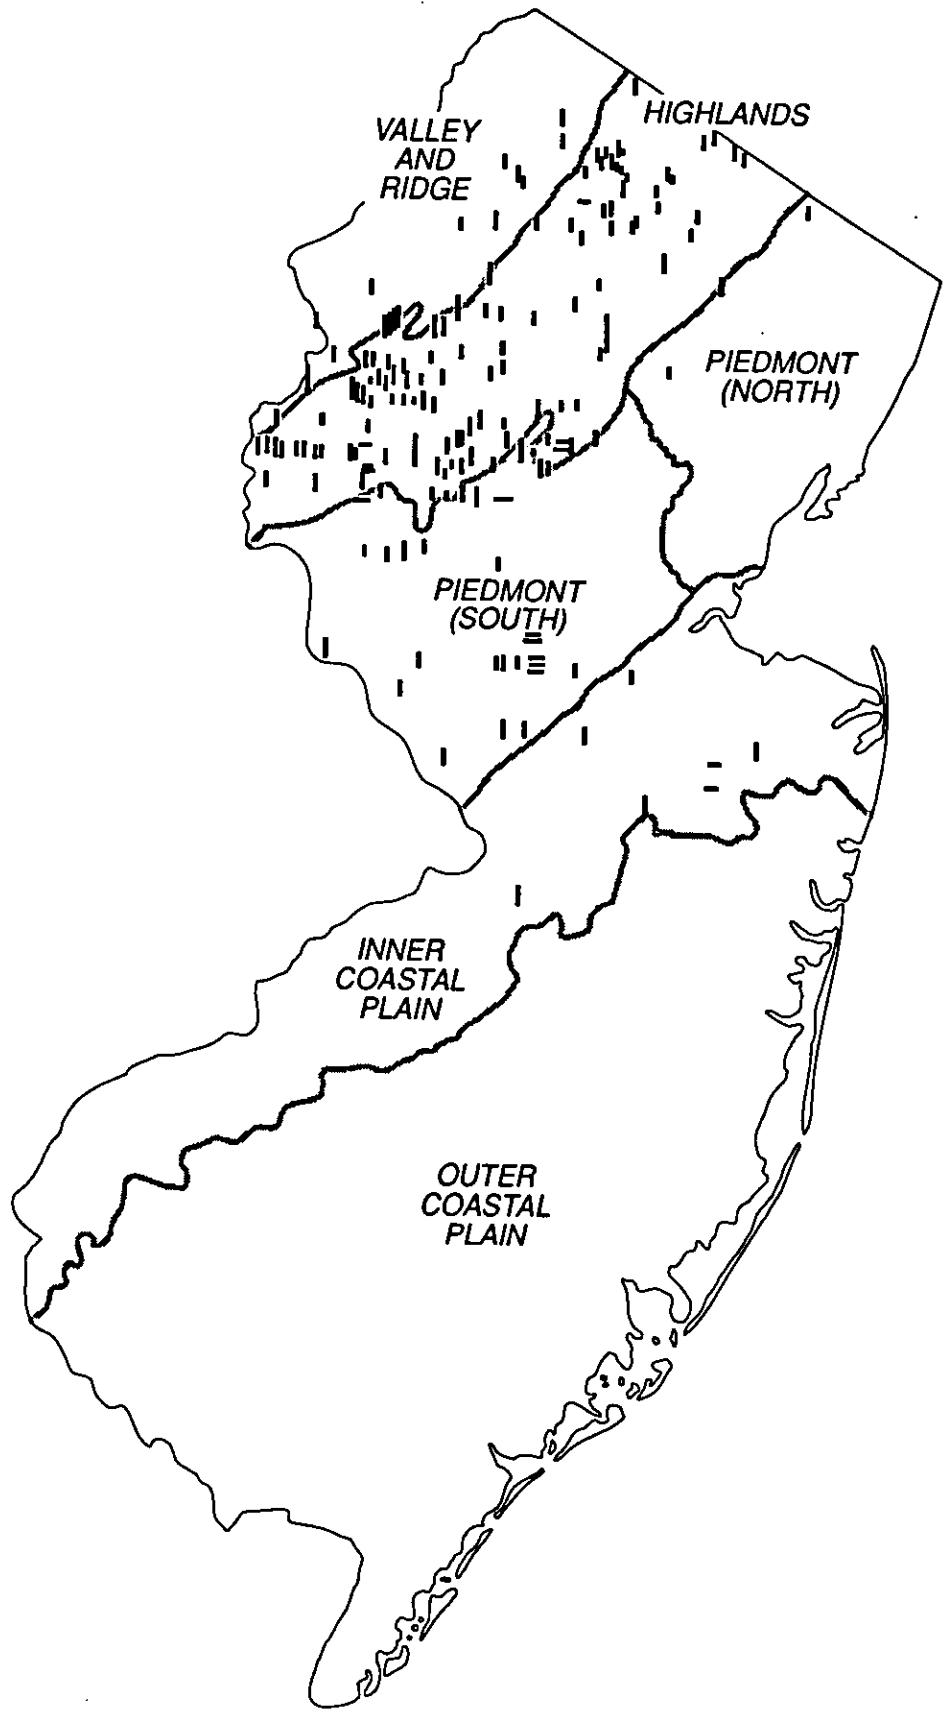 HIGHLANDS
VALLEY
AND
RIDGE
PIEDMONT
(NORTH)
PIEDMONT
(SOUTH)
INNER
COASTAL
PLAIN
OUTER
COASTAL
PLAIN